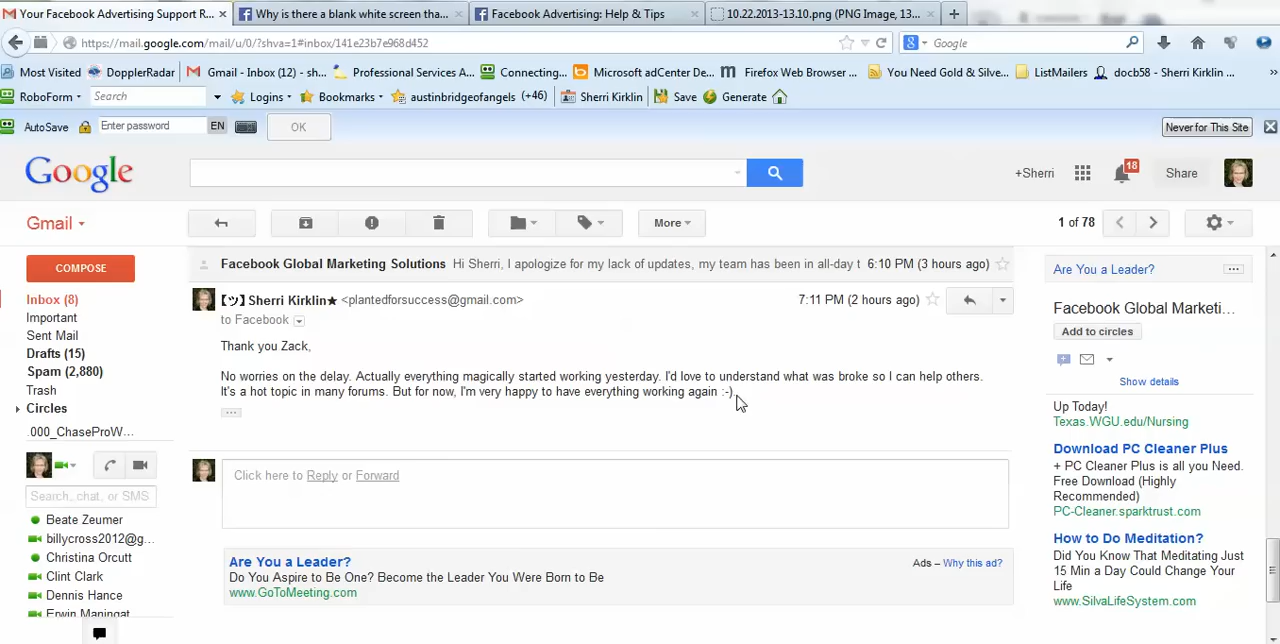 Your Facebook Advertising Support R...
Why is there a blank white screen tha...
Facebook Advertising: Help & Tips
10.22.2013-13.10.png (PNG Image, 13...
https://mail.google.com/mail/u/0/?shva=1#inbox/141e23b7e968d452
Google
Most Visited
DopplerRadar
Gmail - Inbox (12) - sh...
Professional Services A...
Connecting...
Microsoft adCenter De...
Firefox Web Browser ...
You Need Gold & Silve...
ListMailers
docb58 - Sherri Kirklin ...
RoboForm
Search
Logins
Bookmarks
austinbridgeofangels (+46)
Sherri Kirklin
Save
Generate
AutoSave
Enter password
EN
OK
Never for This Site
Google
+Sherri
18
Share
Gmail
More
1 of 78
COMPOSE
Inbox (8)
Important
Sent Mail
Drafts (15)
Spam (2,880)
Trash
Circles
.000_ChaseProW...
Search, chat, or SMS
Beate Zeumer
billycross2012@g...
Christina Orcutt
Clint Clark
Dennis Hance
Erwin Maningat
Facebook Global Marketing Solutions Hi Sherri, I apologize for my lack of updates, my team has been in all-day t 6:10 PM (3 hours ago)
【ツ】Sherri Kirklin★ <plantedforsuccess@gmail.com> 7:11 PM (2 hours ago)
to Facebook
Thank you Zack,
No worries on the delay. Actually everything magically started working yesterday. I'd love to understand what was broke so I can help others.
It's a hot topic in many forums. But for now, I'm very happy to have everything working again :-)
Click here to Reply or Forward
Are You a Leader?
Ads – Why this ad?
Do You Aspire to Be One? Become the Leader You Were Born to Be
www.GoToMeeting.com
Are You a Leader?
Facebook Global Marketi...
Add to circles
Show details
Up Today!
Texas.WGU.edu/Nursing
Download PC Cleaner Plus
+ PC Cleaner Plus is all you Need.
Free Download (Highly
Recommended)
PC-Cleaner.sparktrust.com
How to Do Meditation?
Did You Know That Meditating Just
15 Min a Day Could Change Your
Life
www.SilvaLifeSystem.com